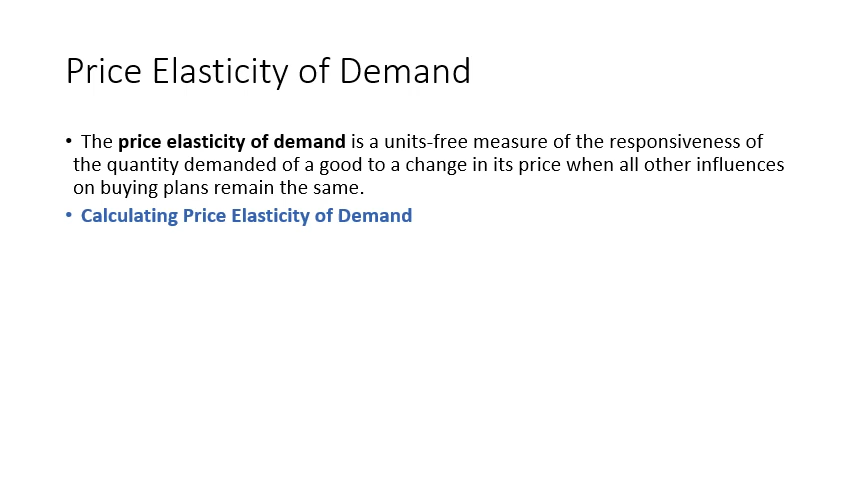 Price Elasticity of Demand
• The price elasticity of demand is a units-free measure of the responsiveness of
the quantity demanded of a good to a change in its price when all other influences
on buying plans remain the same.
• Calculating Price Elasticity of Demand